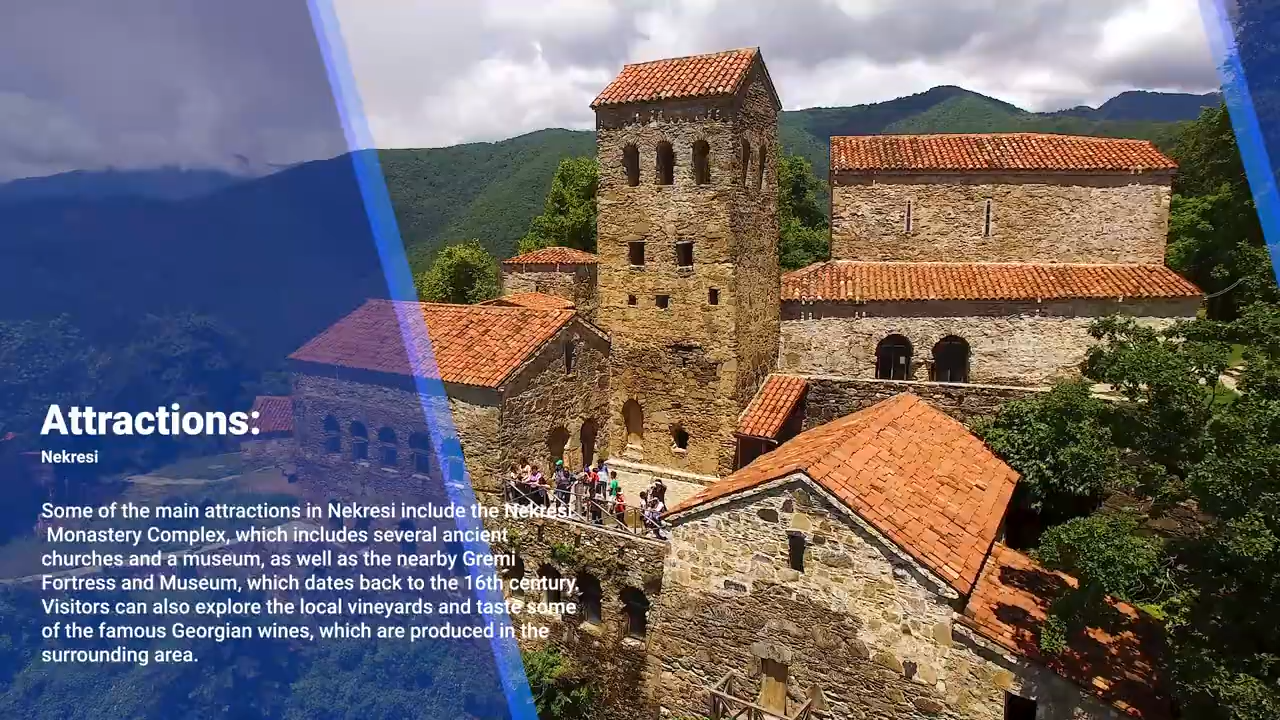 Attractions:
Nekresi
Some of the main attractions in Nekresi include the Nekresi
Monastery Complex, which includes several ancient
churches and a museum, as well as the nearby Gremi
Fortress and Museum, which dates back to the 16th century.
Visitors can also explore the local vineyards and taste some
of the famous Georgian wines, which are produced in the
surrounding area.